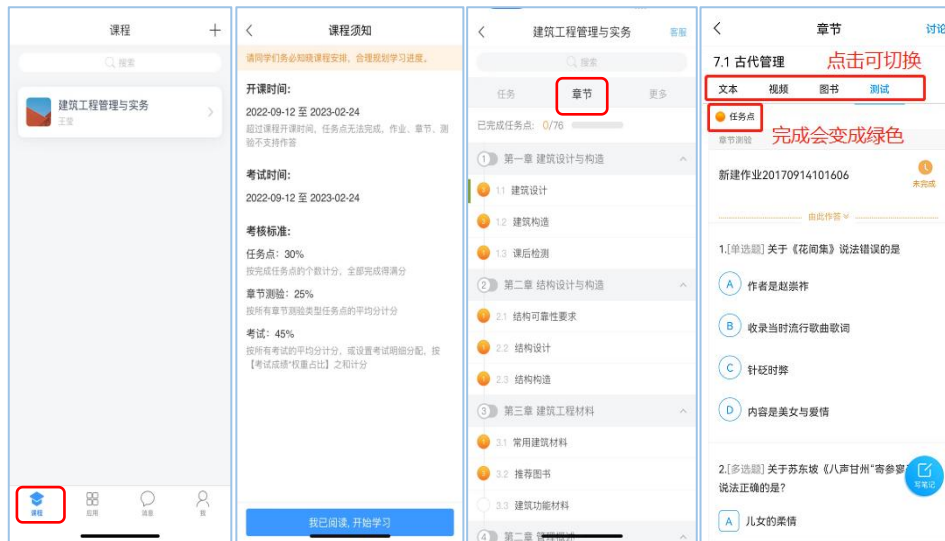 课程
搜索
建筑工程管理与实务
王莹
课程
应用
消息
我
课程须知
请同学们务必知晓课程安排，合理规划学习进度。
开课时间：
2022-09-12 至 2023-02-24
超过课程开课时间，任务点无法完成，作业、章节、测
验不支持作答
考试时间：
2022-09-12 至 2023-02-24
考核标准：
任务点：30%
按完成任务点的个数计分，全部完成得满分
章节测验：25%
按所有章节测验类型任务点的平均分计分
考试：45%
按所有考试的平均分计分，或设置考试明细分配，按
【考试成绩*权重占比】之和计分
我已阅读, 开始学习
建筑工程管理与实务
客服
搜索
任务 章节 更多
已完成任务点: 0/76
1 第一章 建筑设计与构造
1.1 建筑设计
1.2 建筑构造
1.3 课后检测
2 第二章 结构设计与构造
2.1 结构可靠性要求
2.2 结构设计
2.3 结构构造
3 第三章 建筑工程材料
3.1 常用建筑材料
3.2 推荐图书
3.3 建筑功能材料
4 第二章 管理概述
章节
讨论
7.1 古代管理
点击可切换
文本 视频 图书 测试
任务点
完成会变成绿色
章节测验
新建作业20170914101606
未完成
由此作答
1.[单选题] 关于《花间集》说法错误的是
A 作者是赵崇祚
B 收录当时流行歌曲歌词
C 针砭时弊
D 内容是美女与爱情
2.[多选题] 关于苏东坡《八声甘州"寄参寥
说法正确的是?
写笔记
A 儿女的柔情